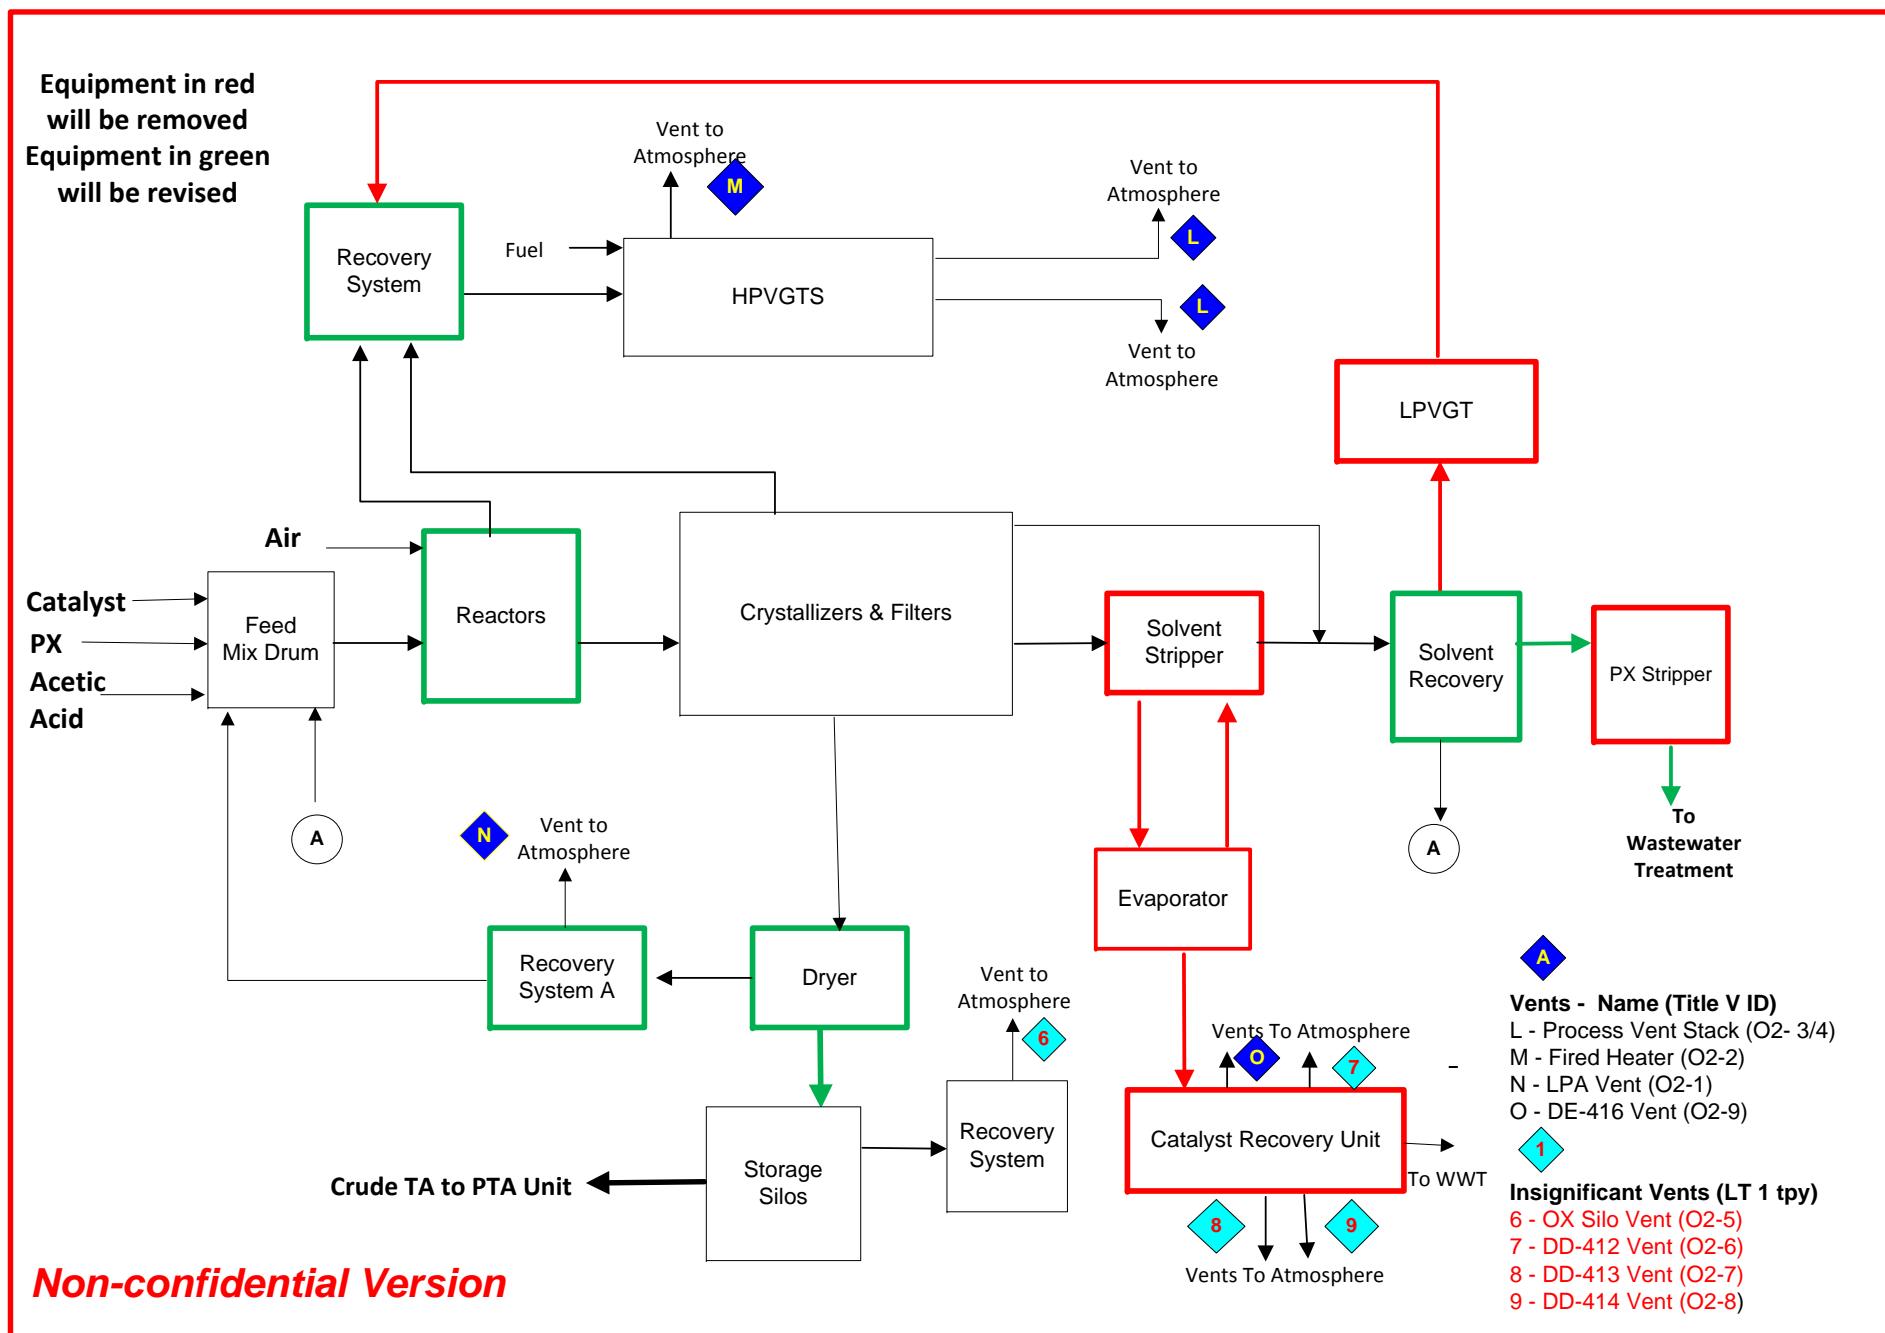 Equipment in red
will be removed
Equipment in green
will be revised
Vent to
Atmosphere
M
Vent to
Atmosphere
L
Recovery
System
Fuel
HPVGTS
L
Vent to
Atmosphere
LPVGT
Air
Catalyst
PX
Acetic
Acid
Feed
Mix Drum
Reactors
Crystallizers & Filters
Solvent
Stripper
Solvent
Recovery
PX Stripper
A
N
Vent to
Atmosphere
A
To
Wastewater
Treatment
Evaporator
Recovery
System A
Dryer
Vent to
Atmosphere
6
Vents To Atmosphere
O
7
Recovery
System
Catalyst Recovery Unit
To WWT
Storage
Silos
Crude TA to PTA Unit
8
9
Vents To Atmosphere
A
Vents - Name (Title V ID)
L - Process Vent Stack (O2- 3/4)
M - Fired Heater (O2-2)
N - LPA Vent (O2-1)
O - DE-416 Vent (O2-9)
1
Insignificant Vents (LT 1 tpy)
6 - OX Silo Vent (O2-5)
7 - DD-412 Vent (O2-6)
8 - DD-413 Vent (O2-7)
9 - DD-414 Vent (O2-8)
Non-confidential Version